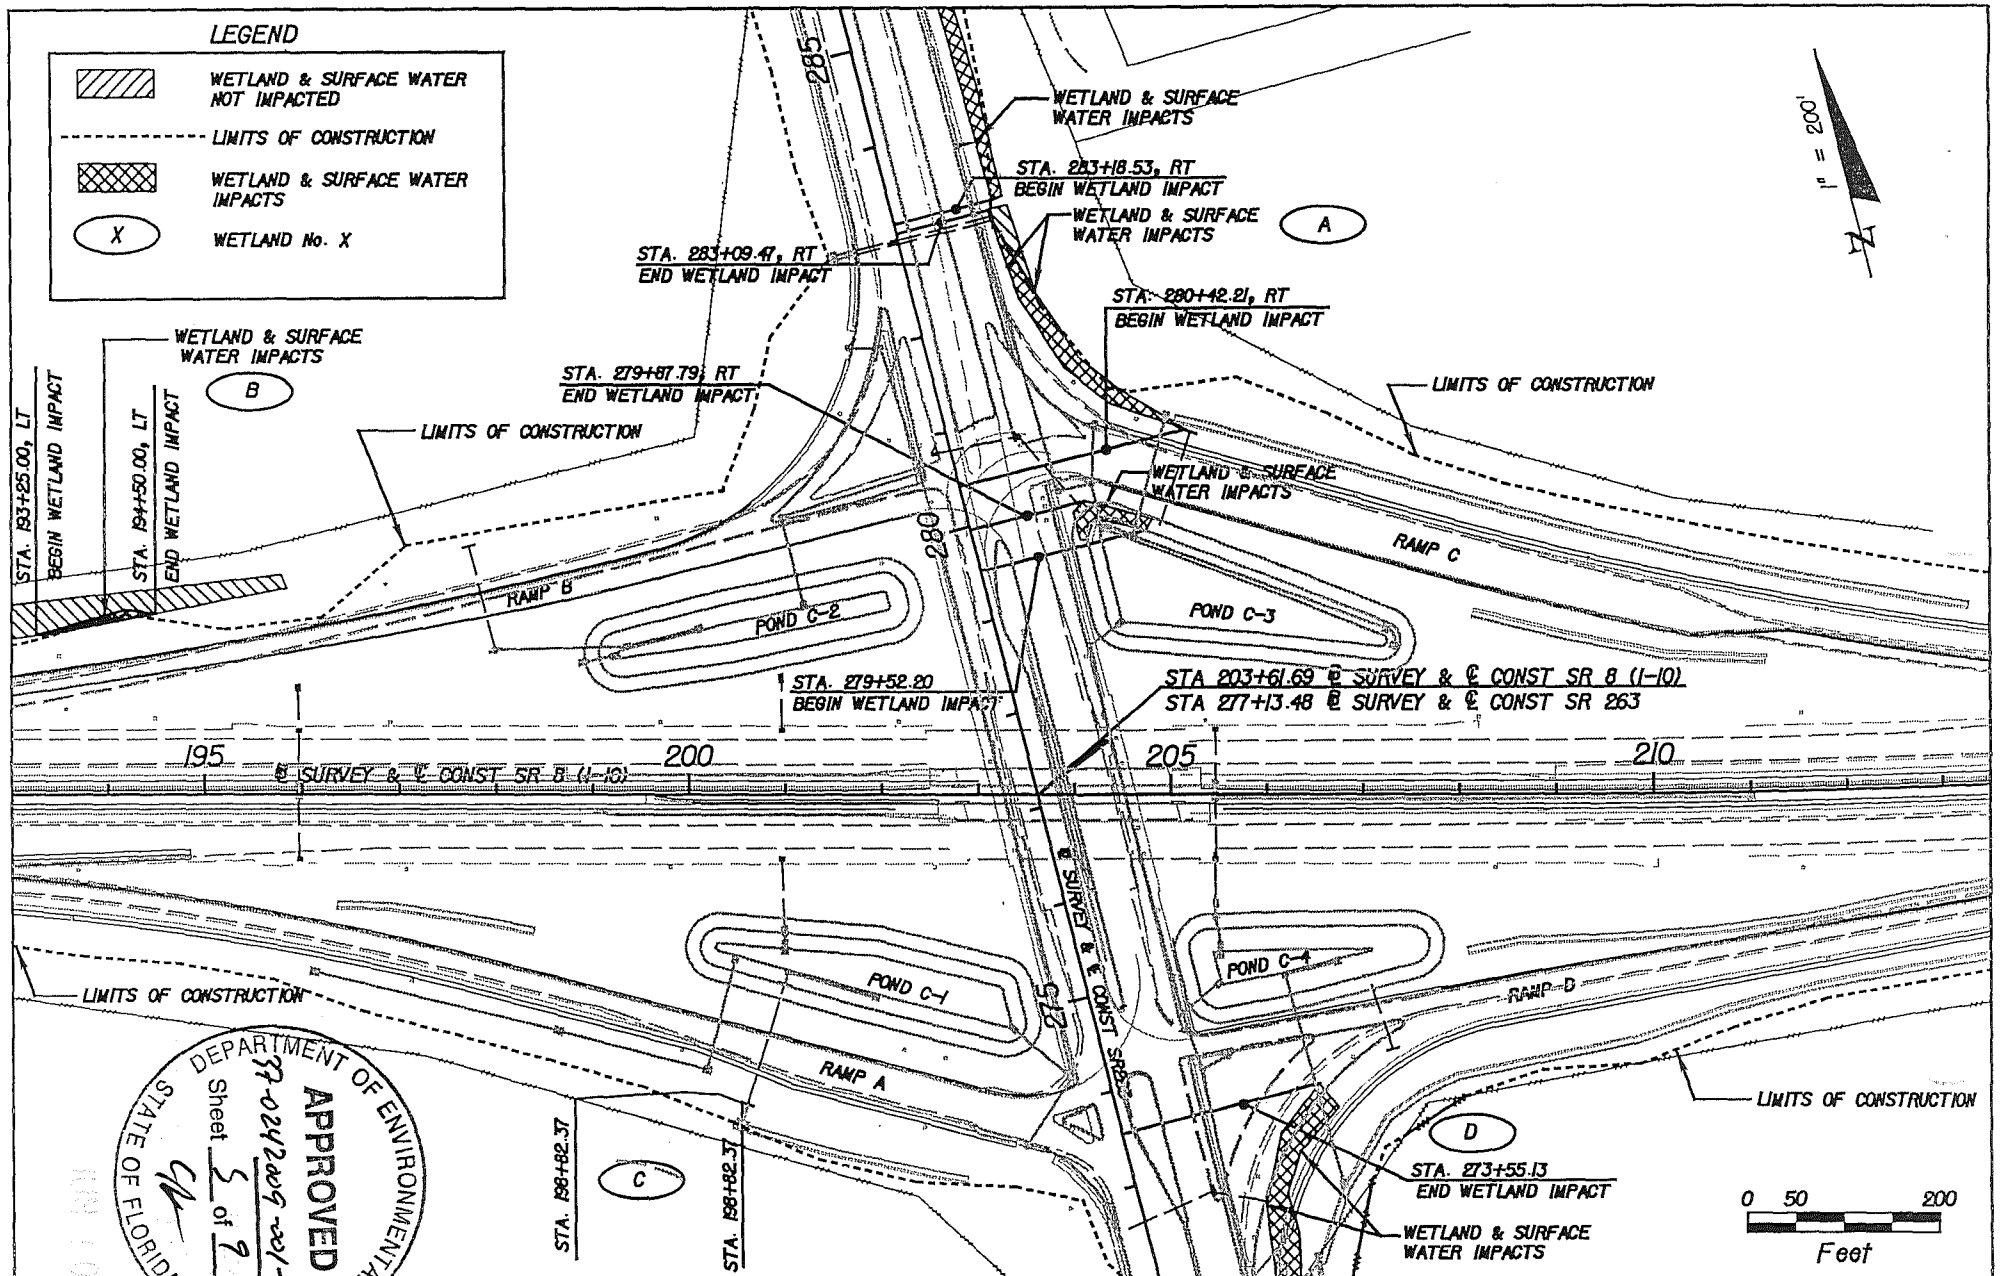 LEGEND
WETLAND & SURFACE WATER
NOT IMPACTED
LIMITS OF CONSTRUCTION
WETLAND & SURFACE WATER
IMPACTS
X
WETLAND No. X
285
WETLAND & SURFACE
WATER IMPACTS
STA. 283+18.53, RT
BEGIN WETLAND IMPACT
WETLAND & SURFACE
WATER IMPACTS
A
1" = 200'
N
STA. 283+09.47, RT
END WETLAND IMPACT
STA. 280+42.21, RT
BEGIN WETLAND IMPACT
WETLAND & SURFACE
WATER IMPACTS
B
STA. 279+87.79, RT
END WETLAND IMPACT
LIMITS OF CONSTRUCTION
LIMITS OF CONSTRUCTION
STA. 193+25.00, LT
BEGIN WETLAND IMPACT
STA. 194+50.00, LT
END WETLAND IMPACT
WETLAND & SURFACE
WATER IMPACTS
280
RAMP C
RAMP B
POND C-2
POND C-3
STA. 279+52.20
BEGIN WETLAND IMPACT
STA 203+61.69 ⅊ SURVEY & ℄ CONST SR 8 (I-10)
STA 277+13.48 ⅊ SURVEY & ℄ CONST SR 263
195
200
205
210
SURVEY & ℄ CONST SR 8 (I-10)
SURVEY & ℄ CONST
275
POND C-1
POND C-4
RAMP D
RAMP A
LIMITS OF CONSTRUCTION
LIMITS OF CONSTRUCTION
STA. 198+82.37
STA. 198+82.37
C
D
STA. 273+55.13
END WETLAND IMPACT
WETLAND & SURFACE
WATER IMPACTS
0 50 200
Feet
DEPARTMENT OF ENVIRONMENTA
STATE OF FLORIDA
APPROVED
Sheet 5 of 9